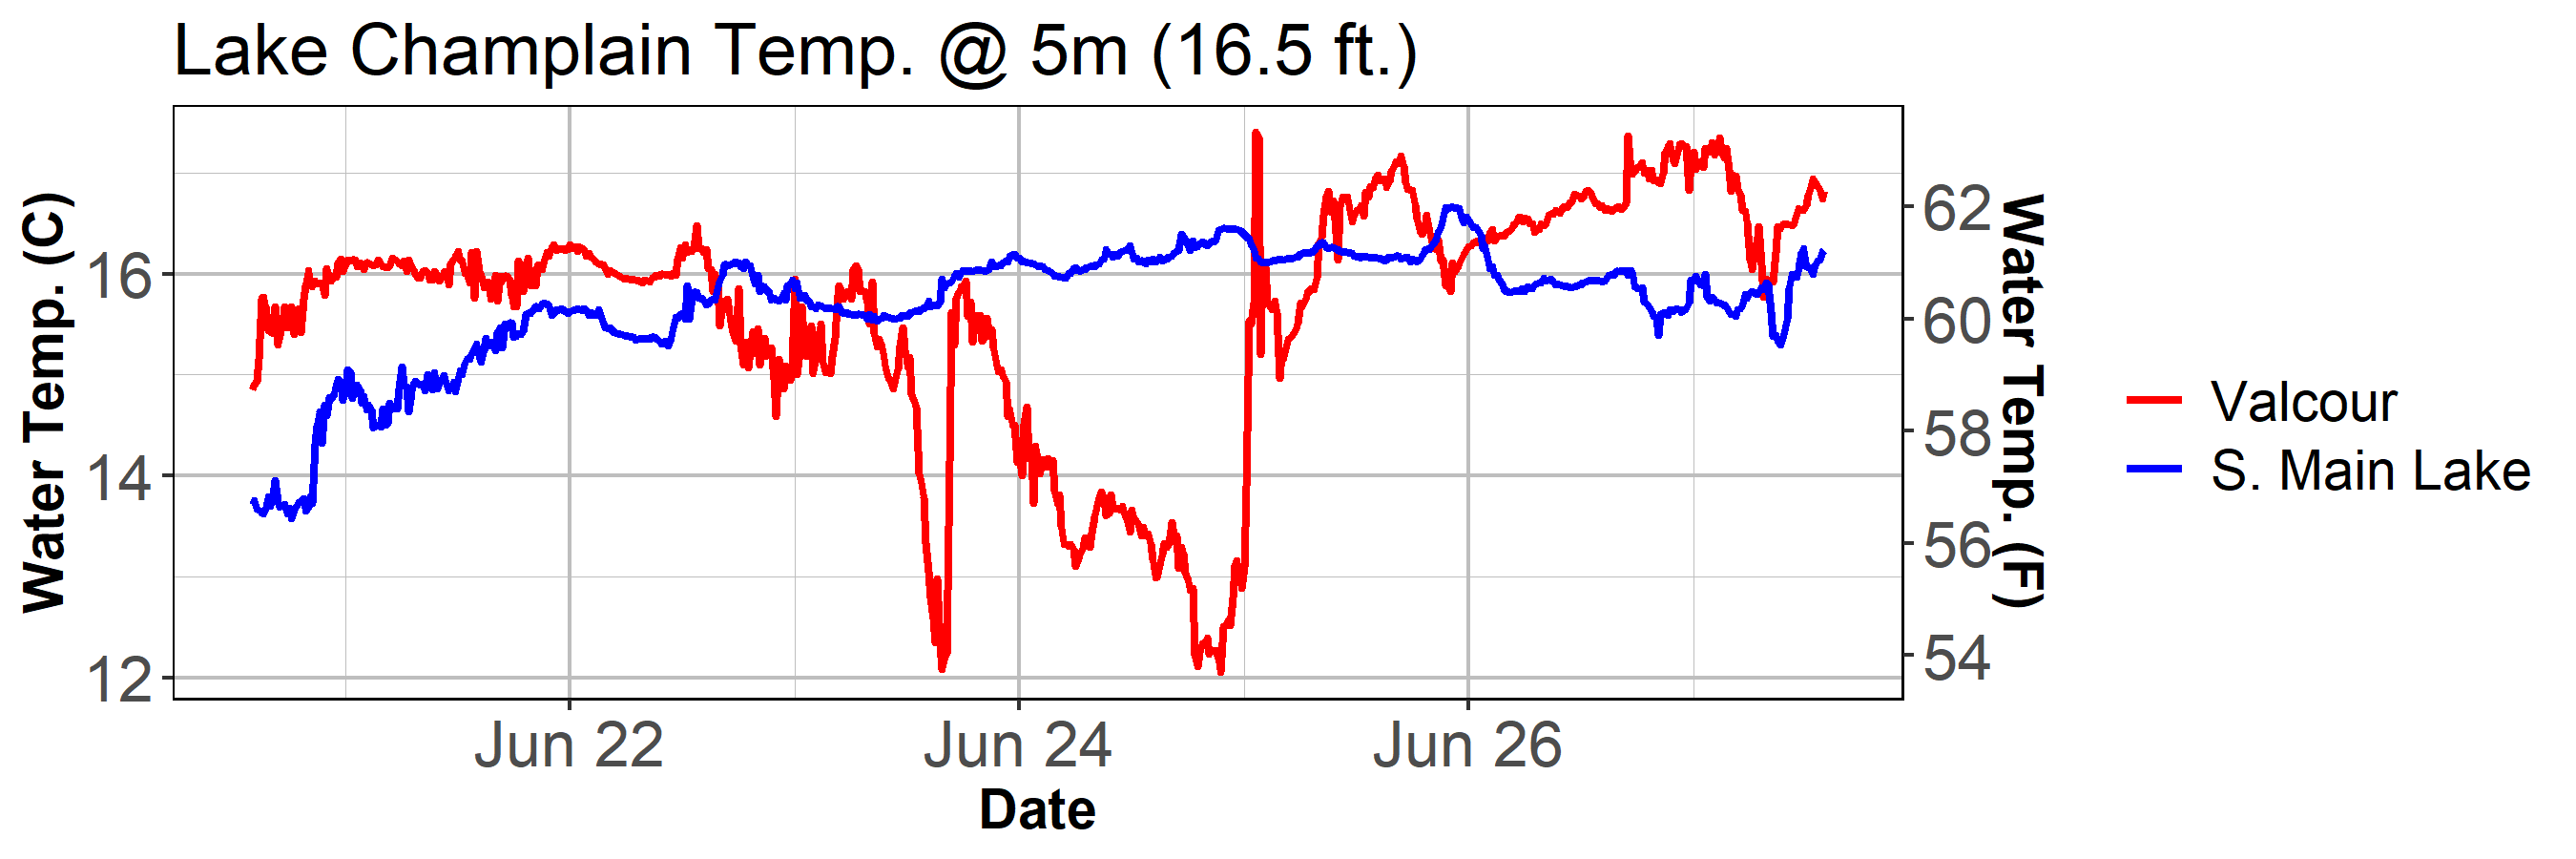 Lake Champlain Temp. @ 5m (16.5 ft.)
Water Temp. (C)
16
14
12
62
60
58
56
54
Water Temp. (F)
Jun 22
Jun 24
Jun 26
Date
Valcour
S. Main Lake